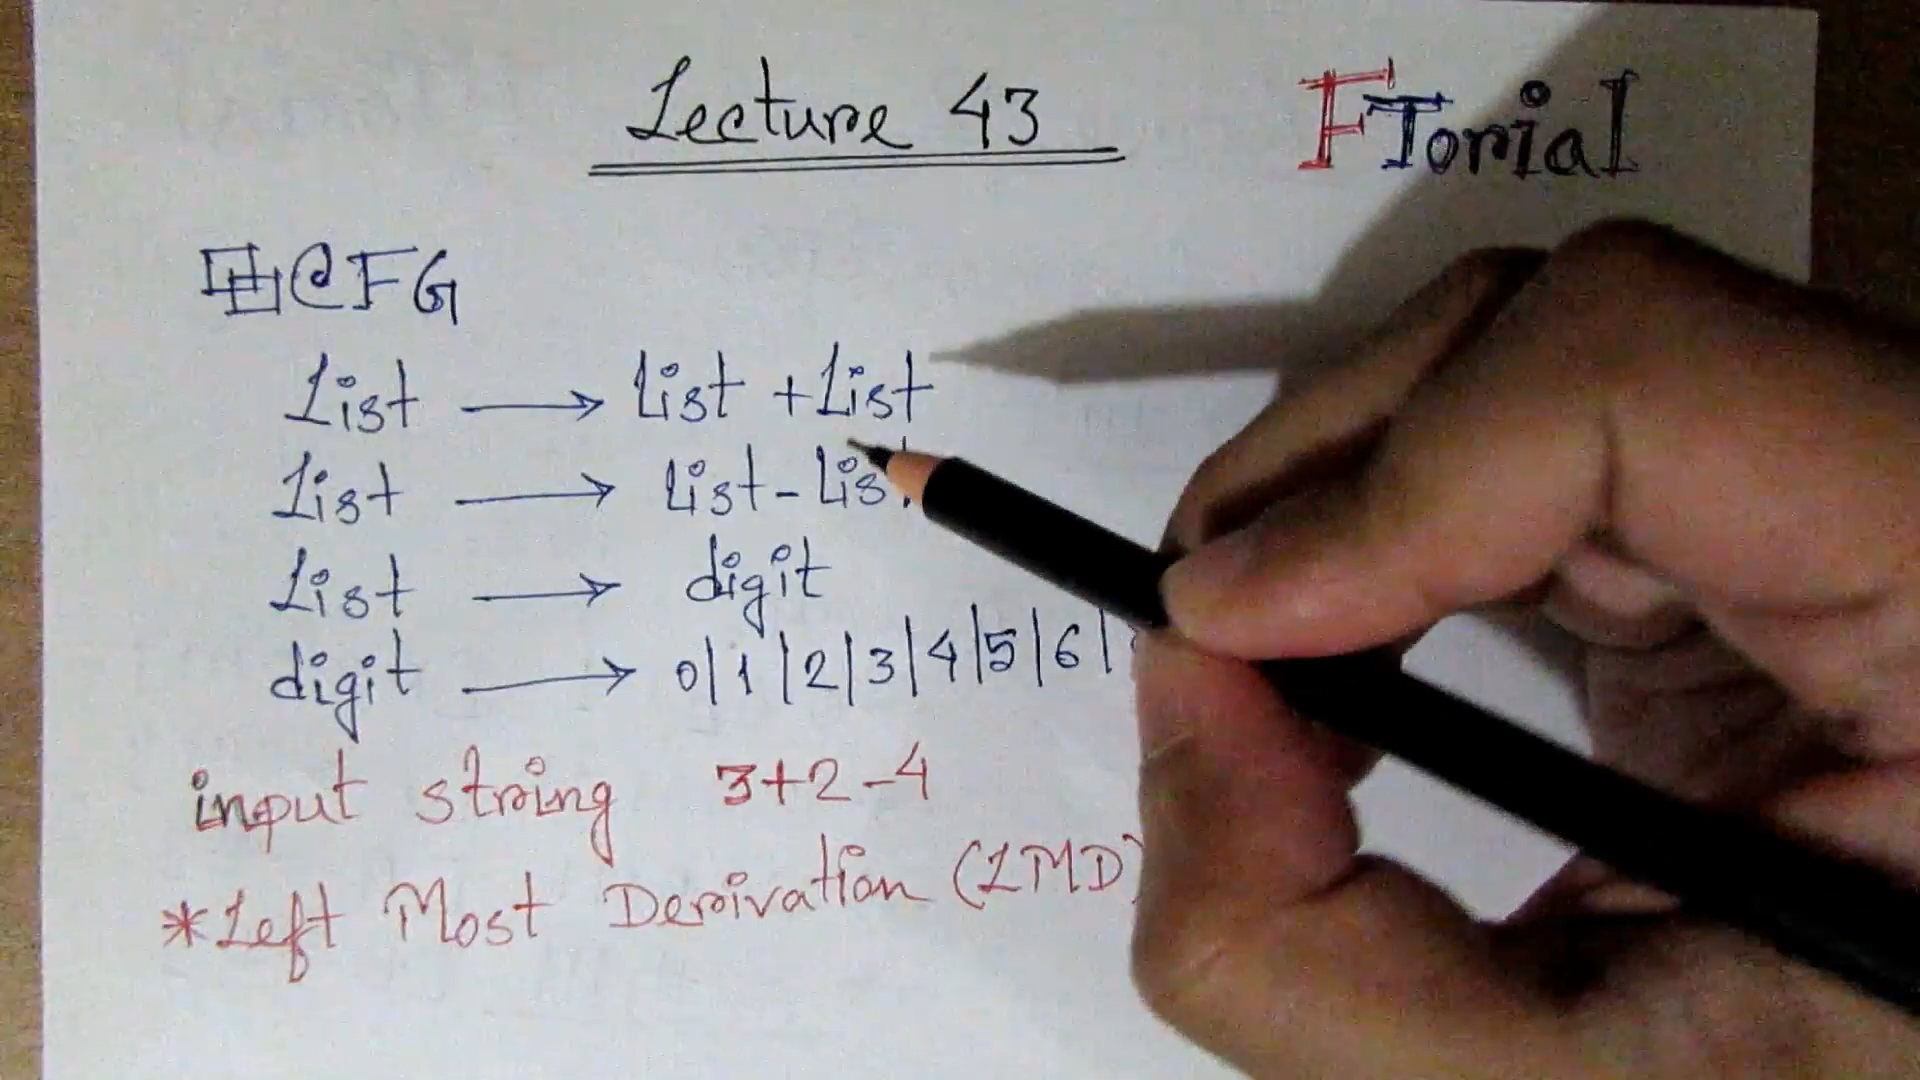 Lecture 43
FTorial
CFG
List → List + List
List → List - List
List → digit
digit → 0|1|2|3|4|5|6|
input string 3+2-4
*Left Most Derivation (LMD)